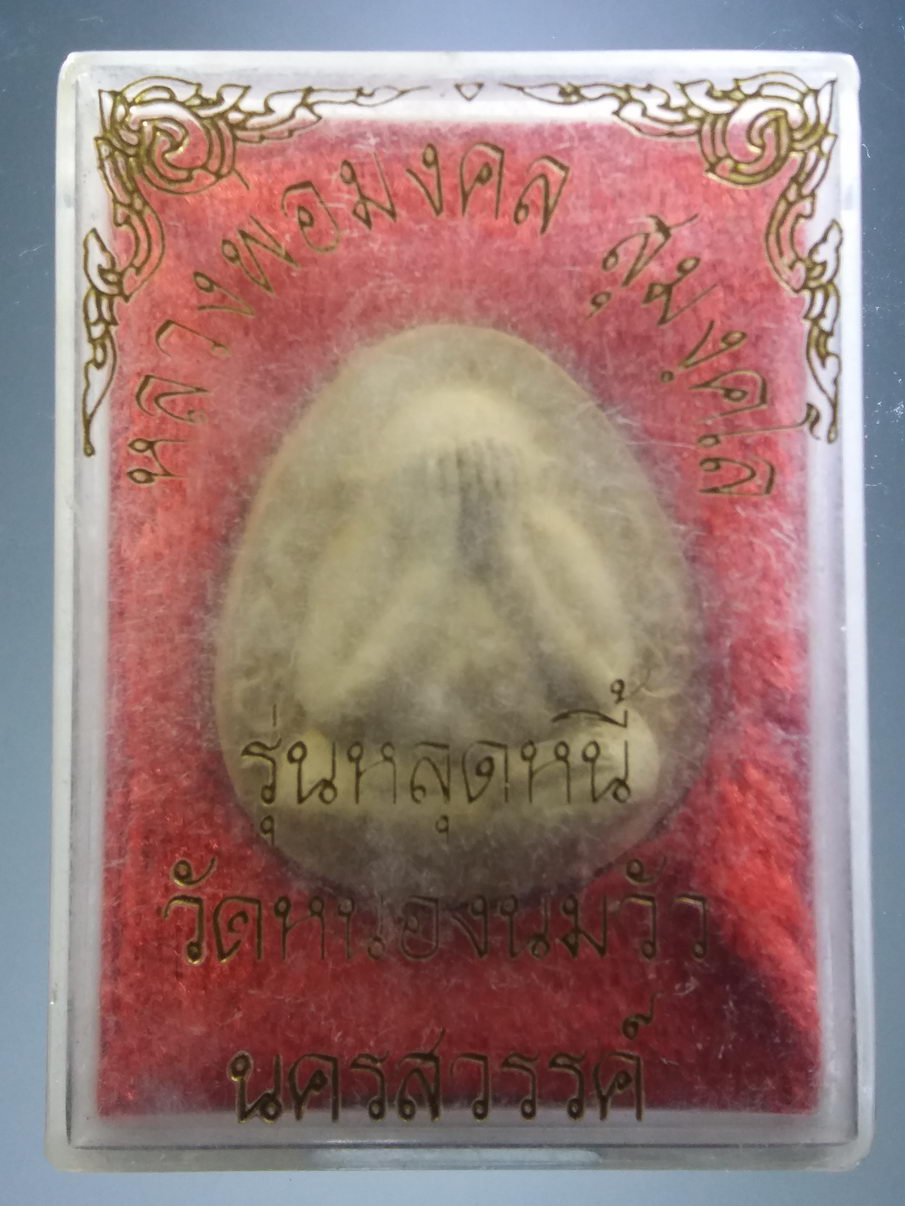 หลวงพ่อมงคล สุมงฺคโล
รุ่นหลุดหนี้
วัดหนองนมวัว
นครสวรรค์